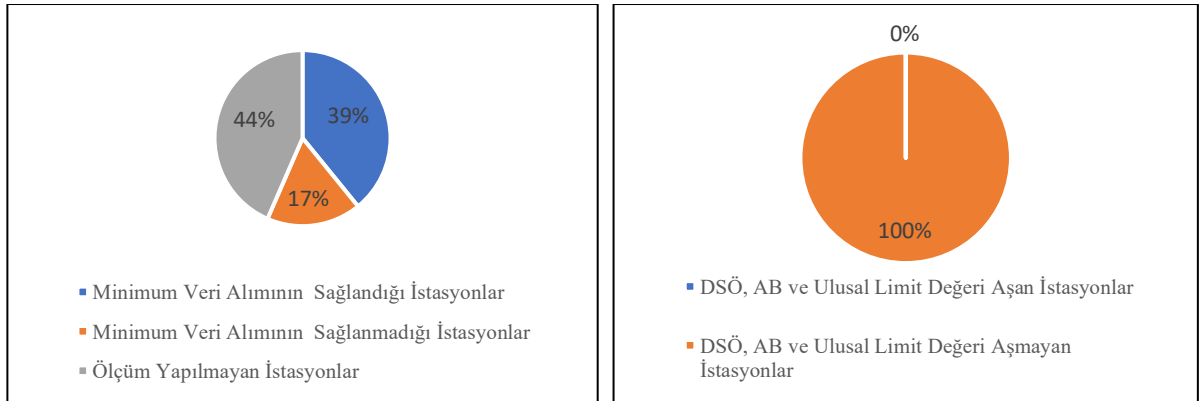 44%
39%
17%
Minimum Veri Alımının Sağlandığı İstasyonlar
Minimum Veri Alımının Sağlanmadığı İstasyonlar
Ölçüm Yapılmayan İstasyonlar
0%
100%
DSÖ, AB ve Ulusal Limit Değeri Aşan İstasyonlar
DSÖ, AB ve Ulusal Limit Değeri Aşmayan
İstasyonlar